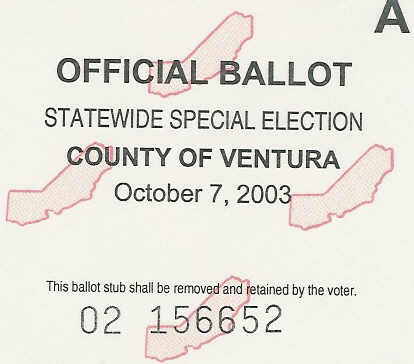 A
OFFICIAL BALLOT
STATEWIDE SPECIAL ELECTION
COUNTY OF VENTURA
October 7, 2003
This ballot stub shall be removed and retained by the voter.
02 156652